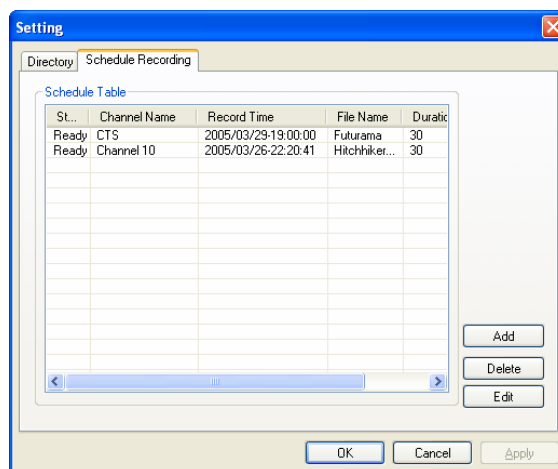 Setting
Directory Schedule Recording
Schedule Table
St... Channel Name Record Time File Name Duratic
Ready CTS 2005/03/29-19:00:00 Futurama 30
Ready Channel 10 2005/03/26-22:20:41 Hitchhiker... 30
Add
Delete
Edit
OK Cancel Apply